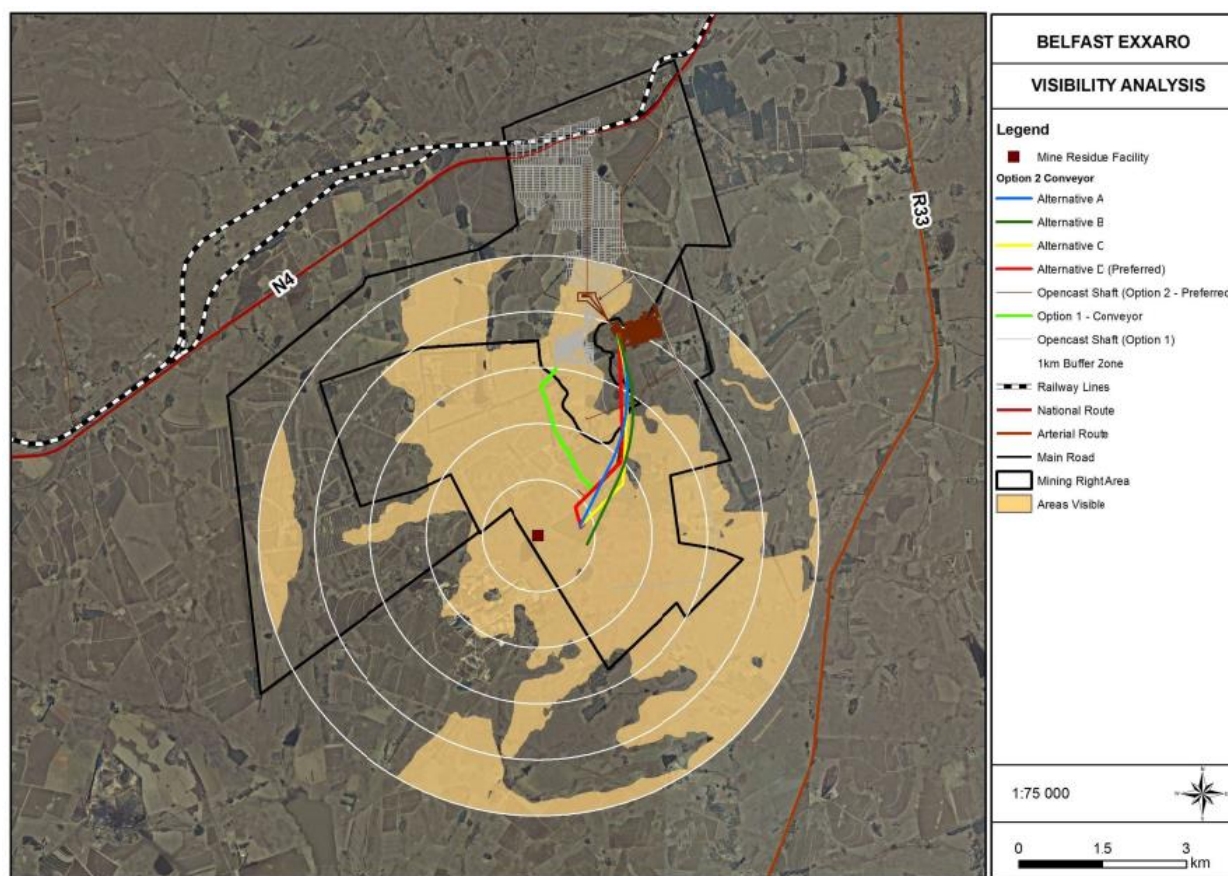 N4
R33
BELFAST EXXARO
VISIBILITY ANALYSIS
Legend
Mine Residue Facility
Option 2 Conveyor
Alternative A
Alternative B
Alternative C
Alternative D (Preferred)
Opencast Shaft (Option 2 - Preferred
Option 1 - Conveyor
Opencast Shaft (Option 1)
1km Buffer Zone
Railway Lines
National Route
Arterial Route
Main Road
Mining Right Area
Areas Visible
1:75 000
0 1.5 3
km